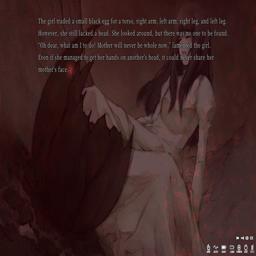 The girl traded a small black egg for a torso, right arm, left arm, right leg, and left leg.
However, she still lacked a head. She looked around, but there was no one to be found.
"Oh dear, what am I to do? Mother will never be whole now," lamented the girl.
Even if she managed to get her hands on another's head, it could never share her
mother's face.